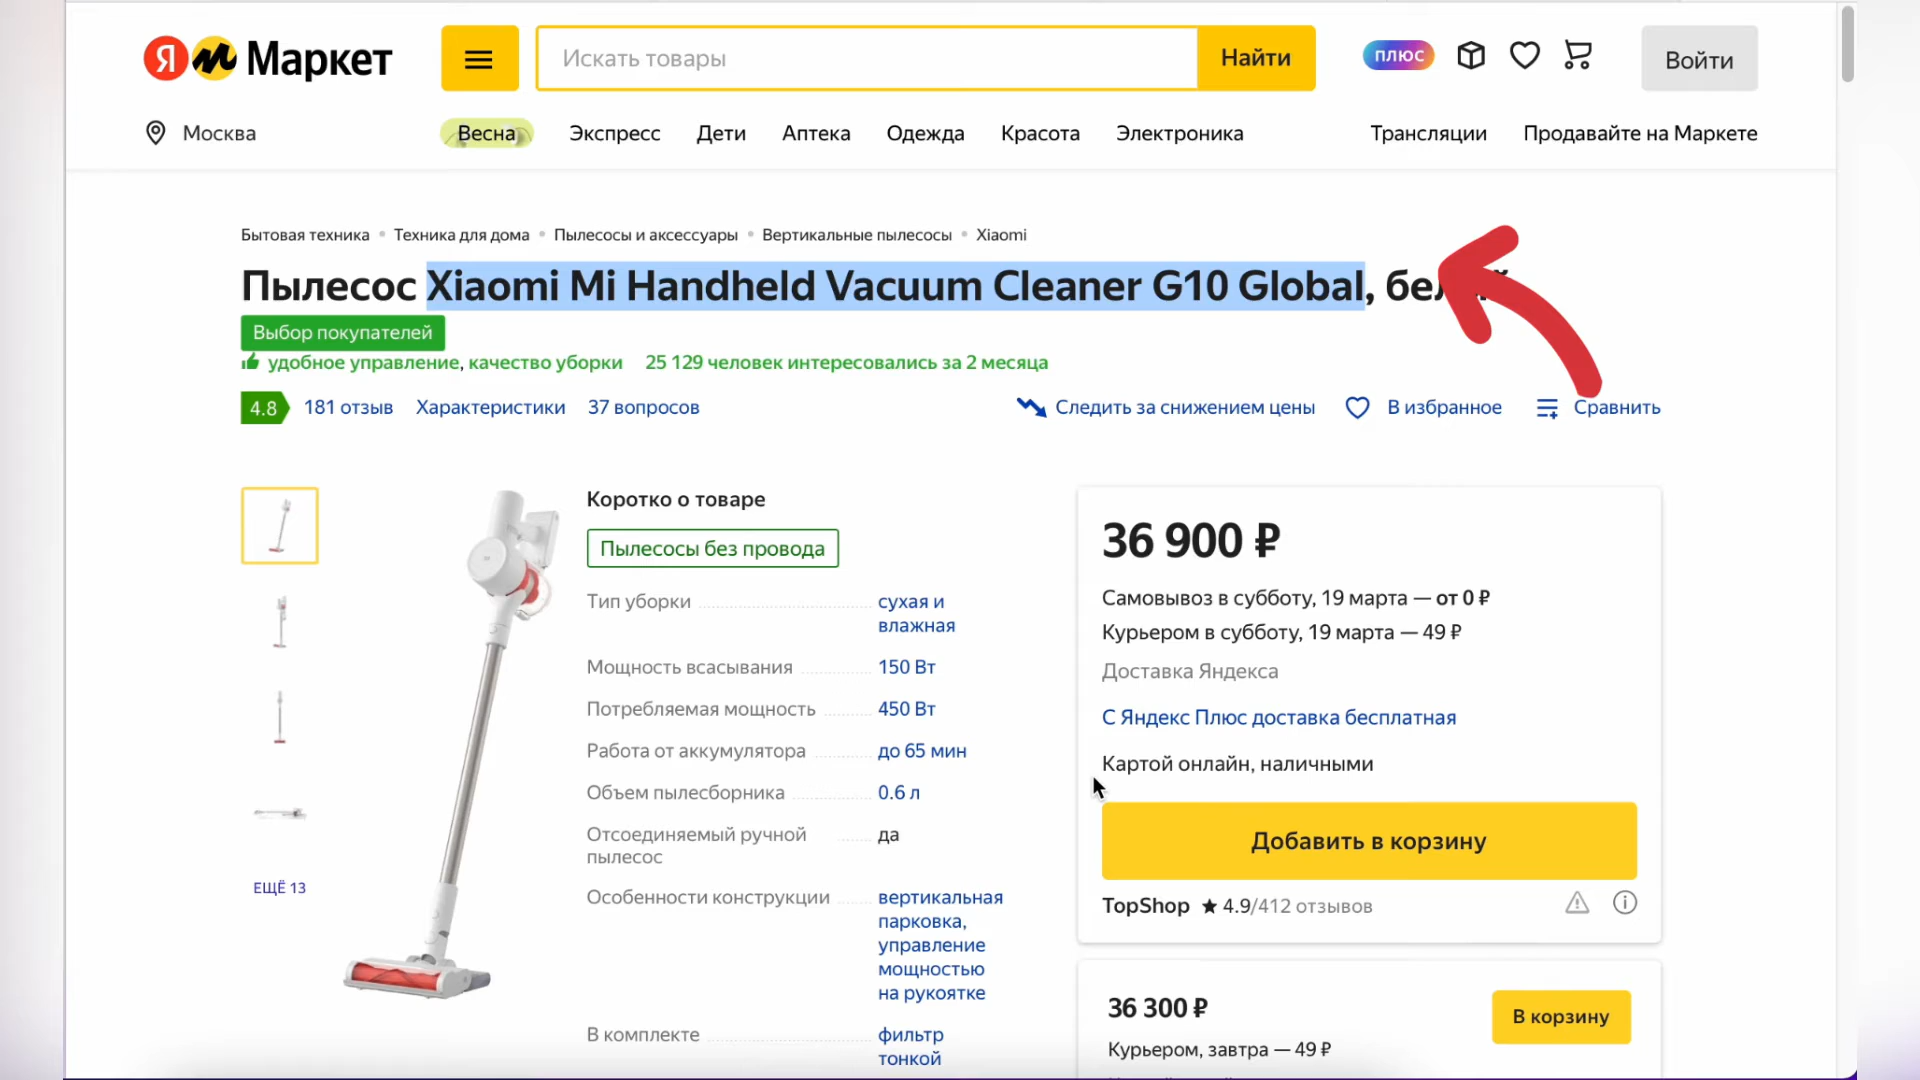 Я Маркет
Искать товары
Найти
плюс
Войти
Москва
Весна
Экспресс
Дети
Аптека
Одежда
Красота
Электроника
Трансляции
Продавайте на Маркете
Бытовая техника • Техника для дома • Пылесосы и аксессуары • Вертикальные пылесосы • Xiaomi
Пылесос Xiaomi Mi Handheld Vacuum Cleaner G10 Global,
Выбор покупателей
удобное управление, качество уборки 25 129 человек интересовались за 2 месяца
4.8 181 отзыв Характеристики 37 вопросов
Следить за снижением цены
В избранное
Сравнить
ЕЩЁ 13
Коротко о товаре
Пылесосы без провода
Тип уборки сухая и
влажная
Мощность всасывания 150 Вт
Потребляемая мощность 450 Вт
Работа от аккумулятора до 65 мин
Объем пылесборника 0.6 л
Отсоединяемый ручной да
пылесос
Особенности конструкции вертикальная
парковка,
управление
мощностью
на рукоятке
В комплекте фильтр
тонкой
36 900 ₽
Самовывоз в субботу, 19 марта — от 0 ₽
Курьером в субботу, 19 марта — 49 ₽
Доставка Яндекса
С Яндекс Плюс доставка бесплатная
Картой онлайн, наличными
Добавить в корзину
TopShop ★ 4.9/412 отзывов
36 300 ₽
В корзину
Курьером, завтра — 49 ₽